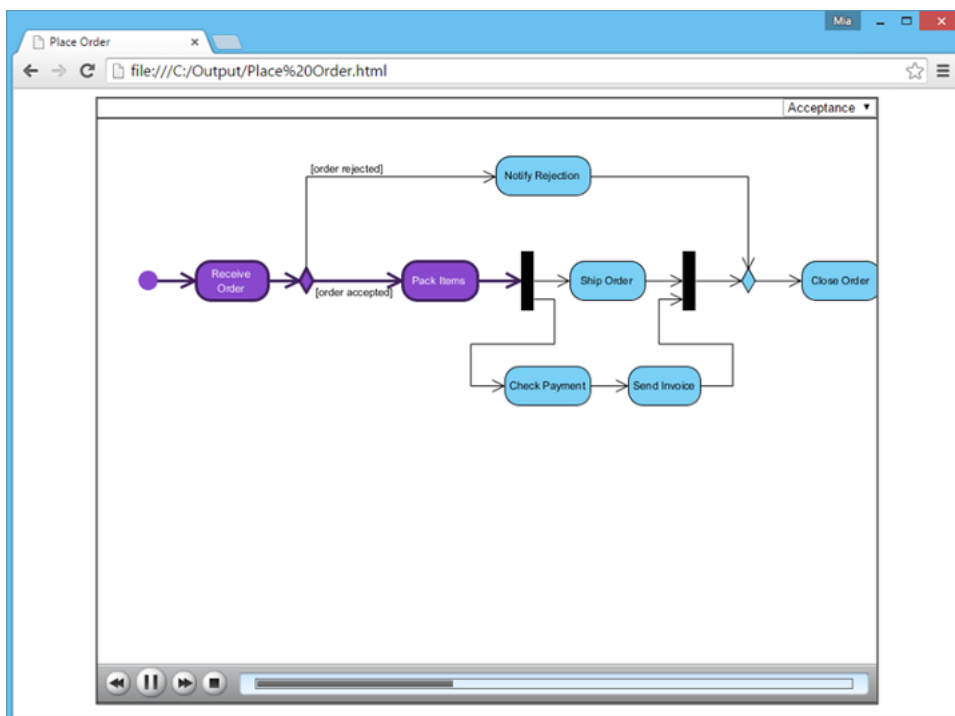 Mia
Place Order
file:///C:/Output/Place%20Order.html
Acceptance
[order rejected]
Notify Rejection
Receive
Order
[order accepted]
Pack Items
Ship Order
Close Order
Check Payment
Send Invoice